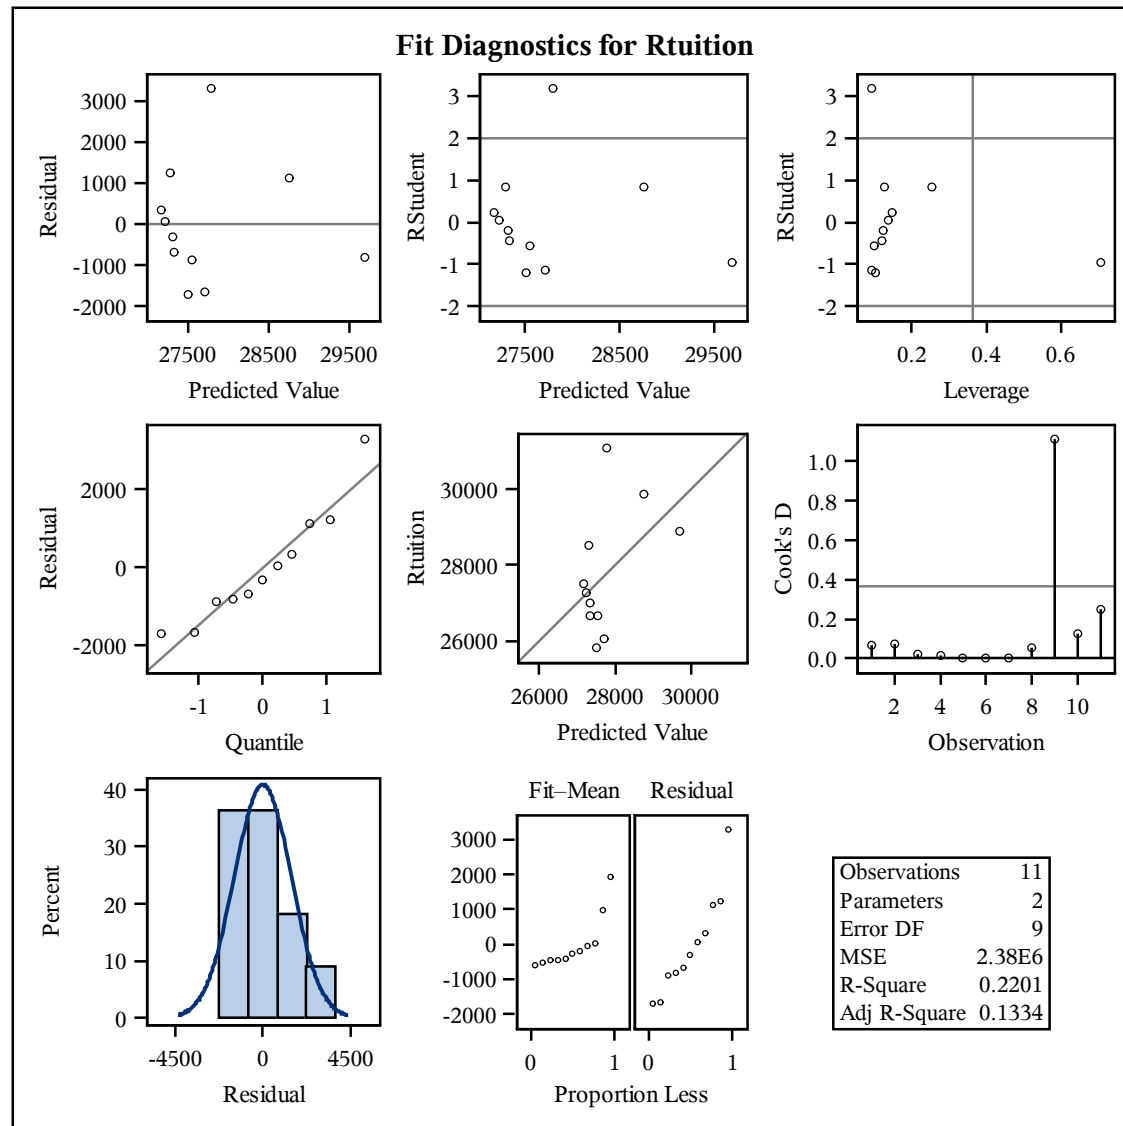 Fit Diagnostics for Rtuition
3000
2000
1000
0
-1000
-2000
Residual
27500 28500 29500
Predicted Value
3
2
1
0
-1
-2
RStudent
27500 28500 29500
Predicted Value
3
2
1
0
-1
-2
RStudent
0.2 0.4 0.6
Leverage
2000
0
-2000
Residual
-1 0 1
Quantile
30000
28000
26000
Rtuition
26000 28000 30000
Predicted Value
1.0
0.8
0.6
0.4
0.2
0.0
Cook's D
2 4 6 8 10
Observation
40
30
20
10
0
Percent
-4500 0 4500
Residual
Fit–Mean Residual
3000
2000
1000
0
-1000
-2000
0 1 0 1
Proportion Less
Observations 11
Parameters 2
Error DF 9
MSE 2.38E6
R-Square 0.2201
Adj R-Square 0.1334